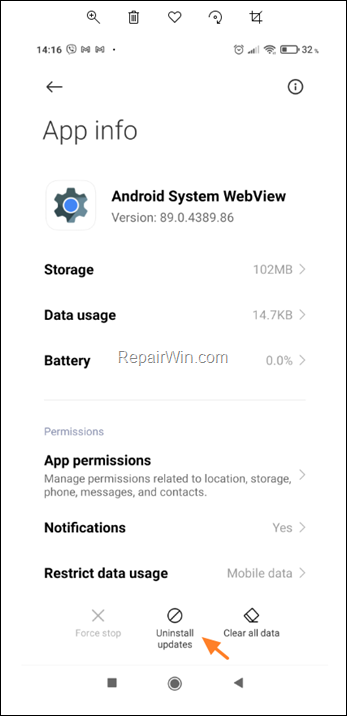 14:16
32%
App info
Android System WebView
Version: 89.0.4389.86
Storage 102MB
Data usage 14.7KB
Battery 0.0%
RepairWin.com
Permissions
App permissions
Manage permissions related to location, storage,
phone, messages, and contacts.
Notifications Yes
Restrict data usage Mobile data
Force stop Uninstall Clear all data
updates